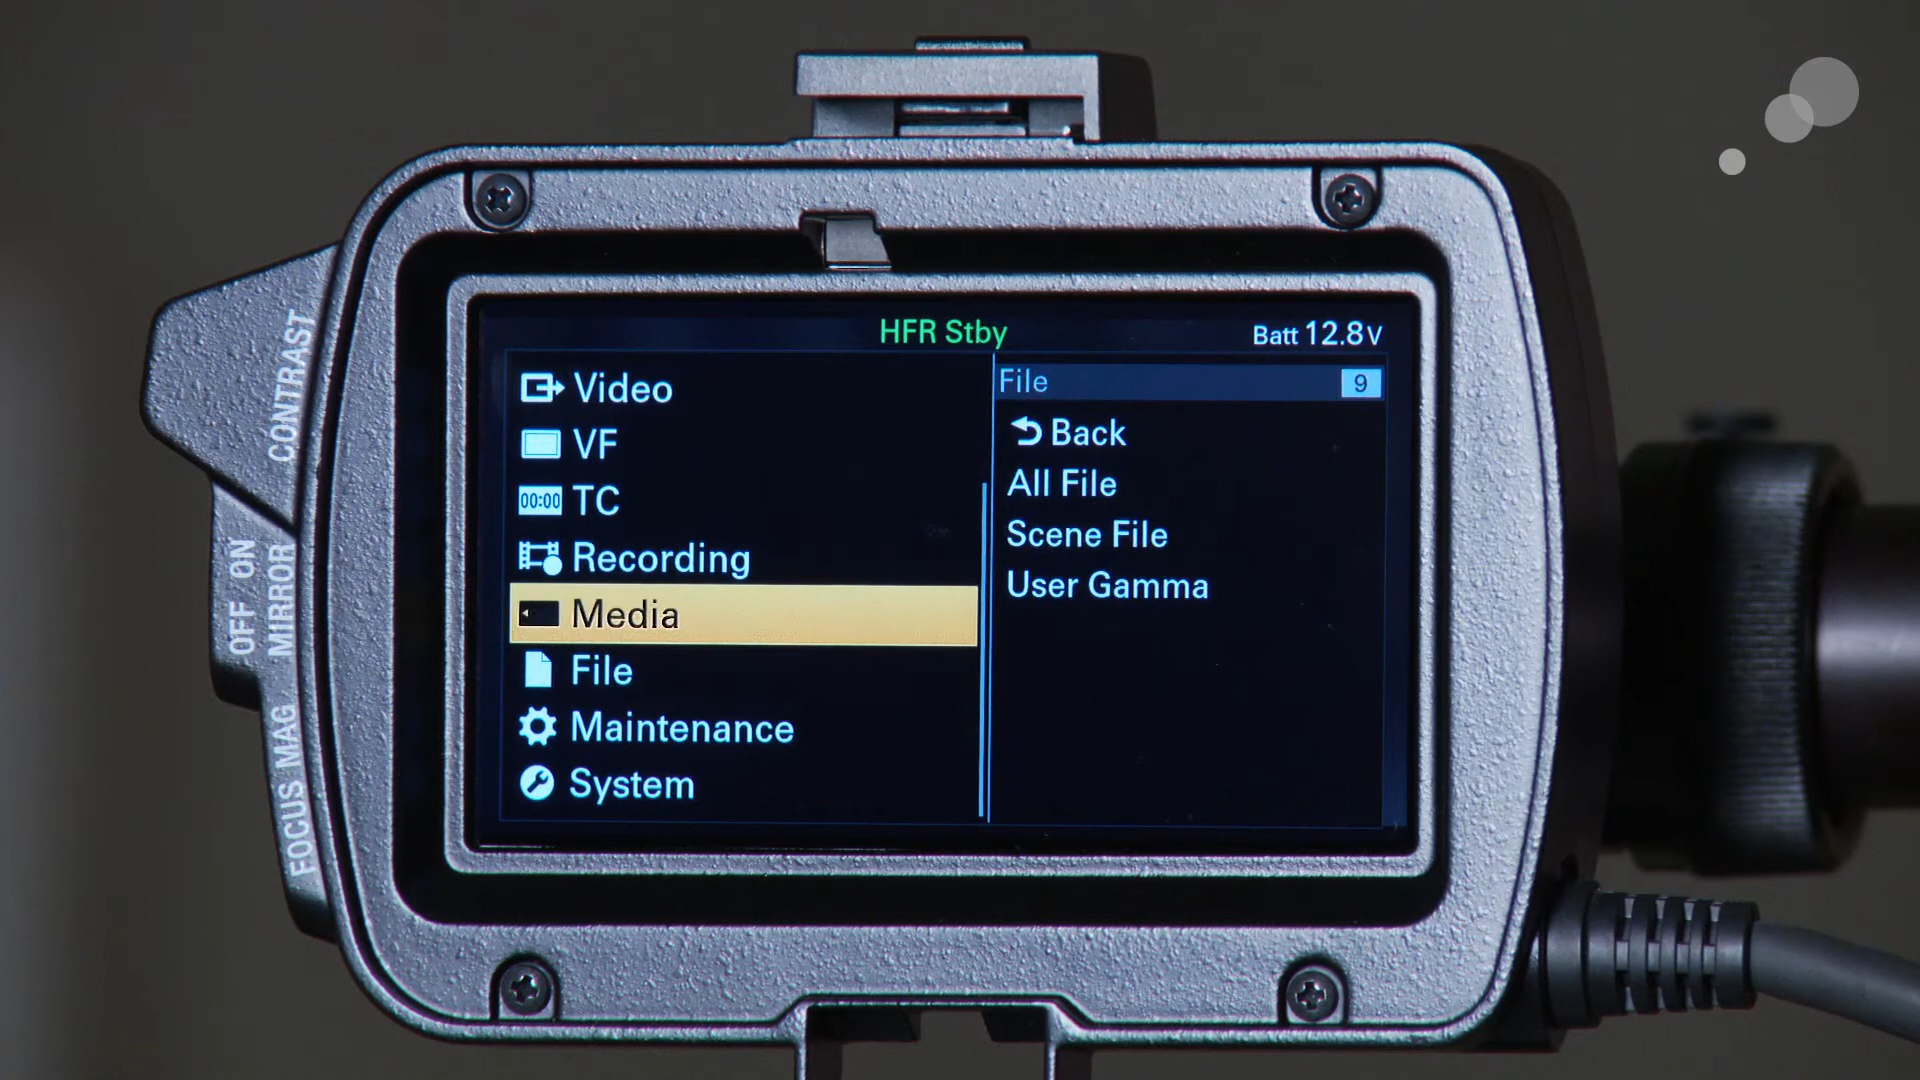 HFR Stby
Batt 12.8V
Video
VF
00:00 TC
Recording
Media
File
Maintenance
System
File 9
Back
All File
Scene File
User Gamma
CONTRAST
OFF ON
MIRROR
FOCUS MAG